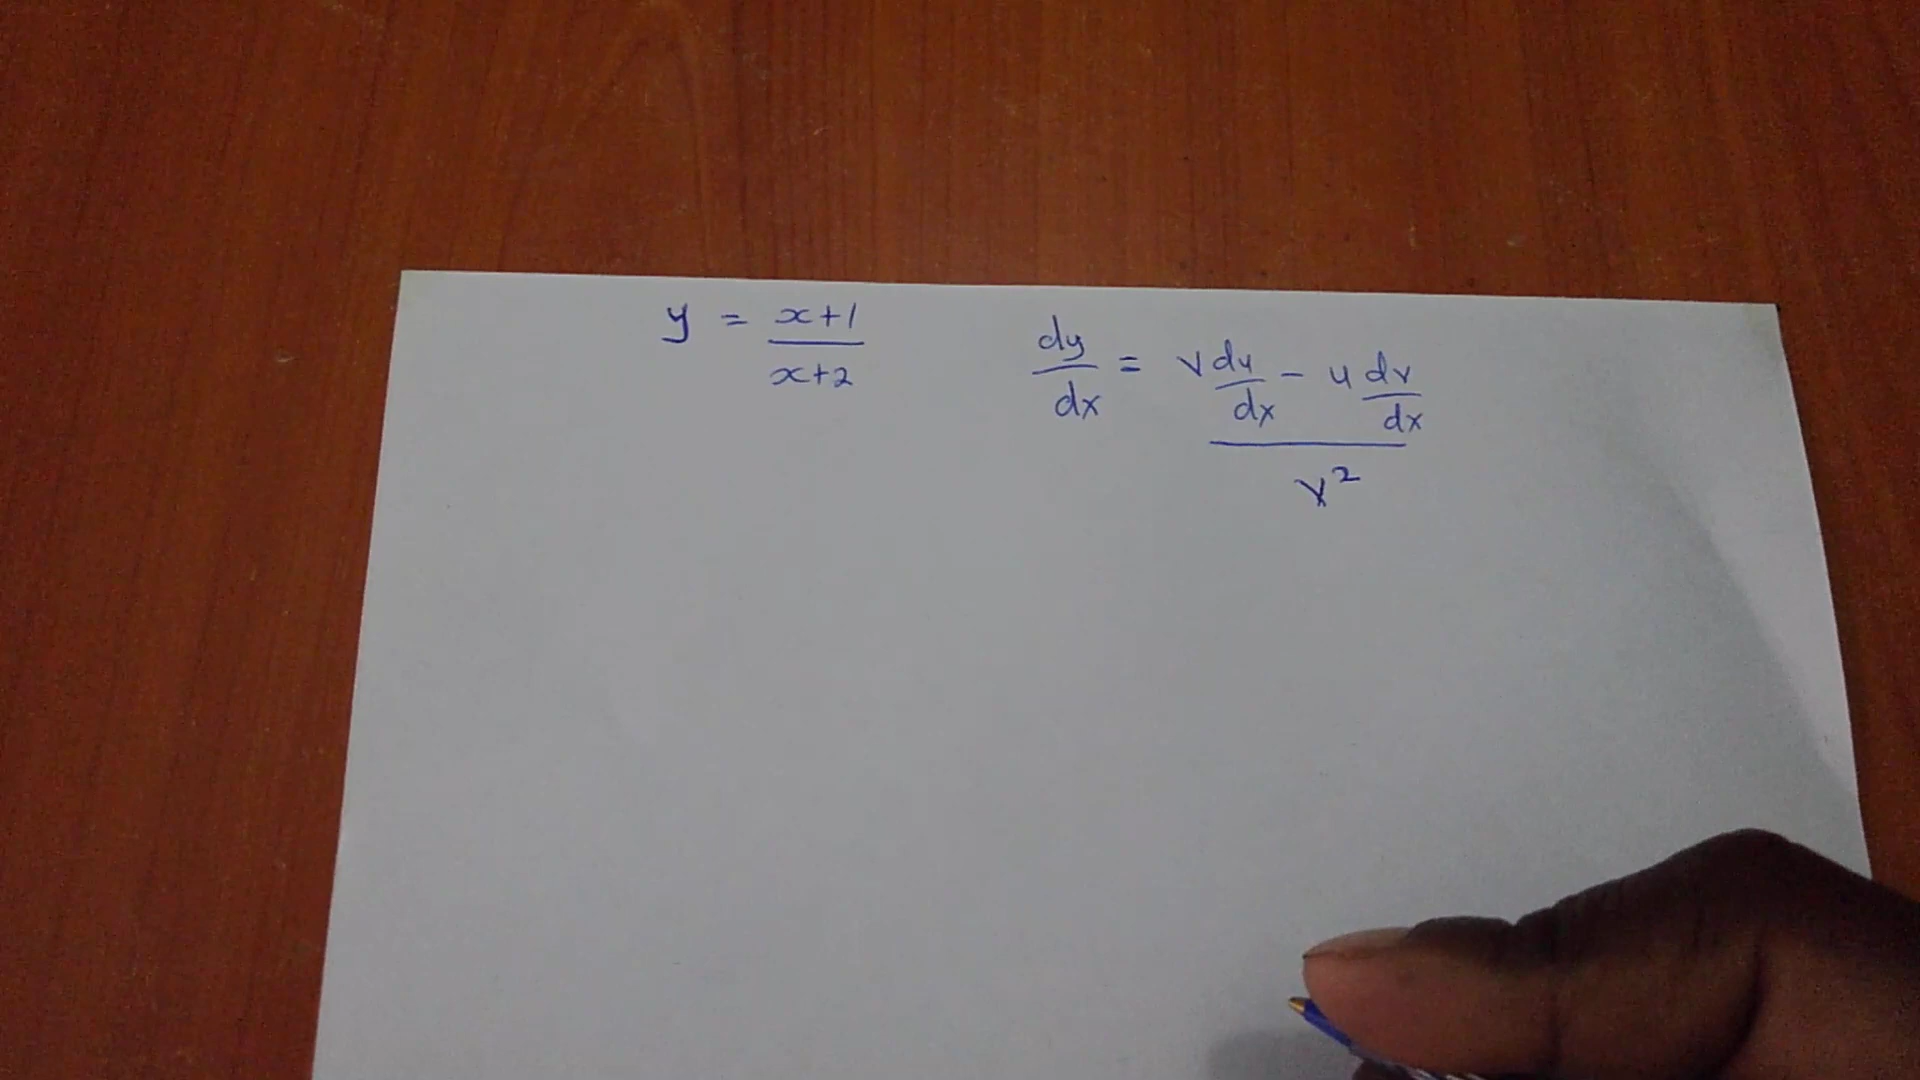 y = x+1
x+2
dy = v du - u dv
dx dx dx
v²